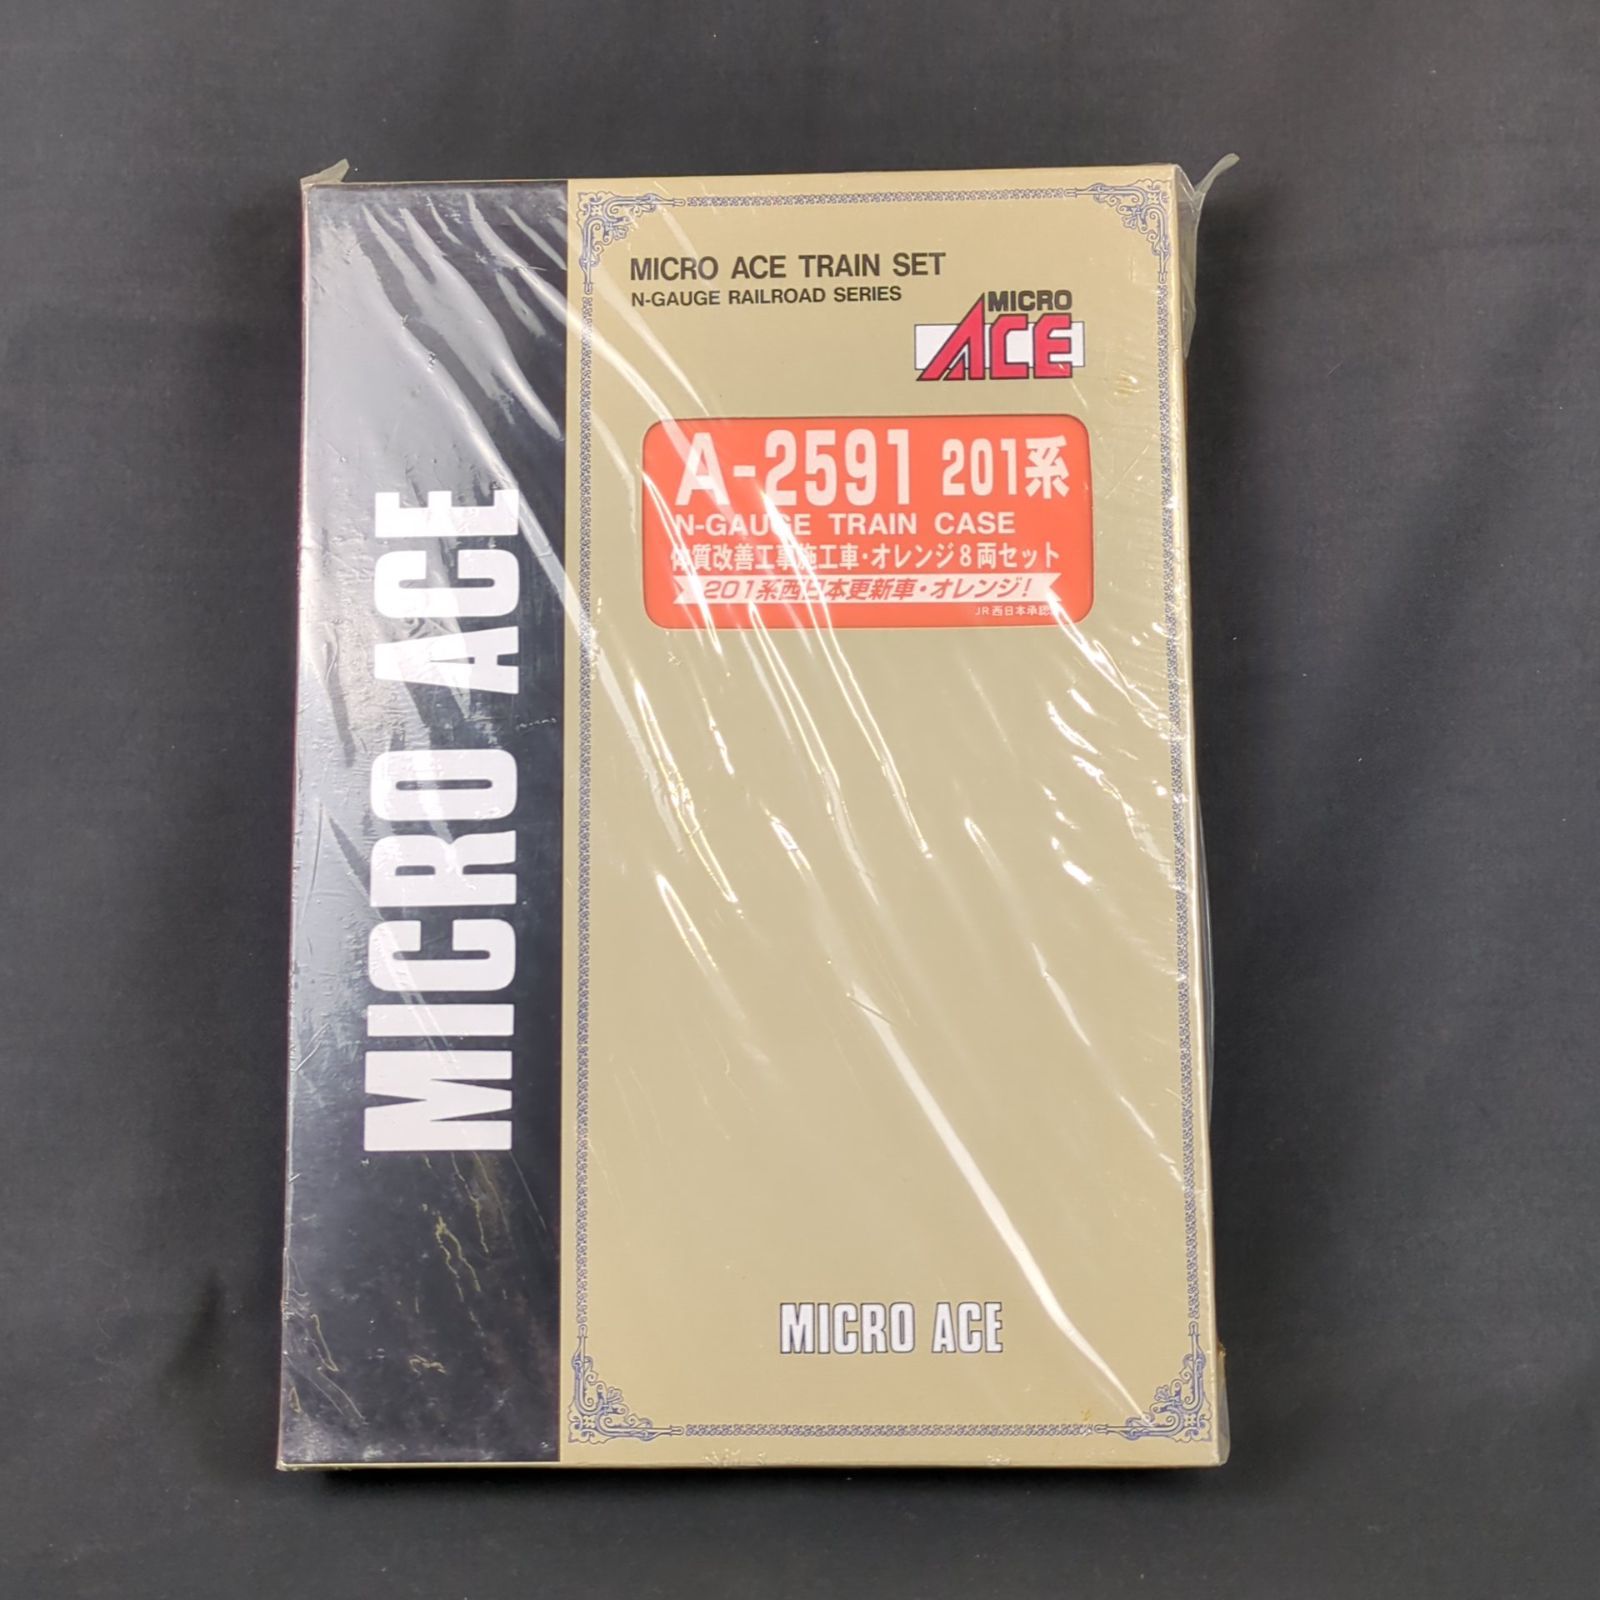 MICRO ACE
MICRO ACE TRAIN SET
N-GAUGE RAILROAD SERIES
MICRO
ACE
A-2591 201系
N-GAUGE TRAIN CASE
体質改善工事施工車・オレンジ8両セット
201系西日本更新車・オレンジ!
JR西日本承認済
MICRO ACE